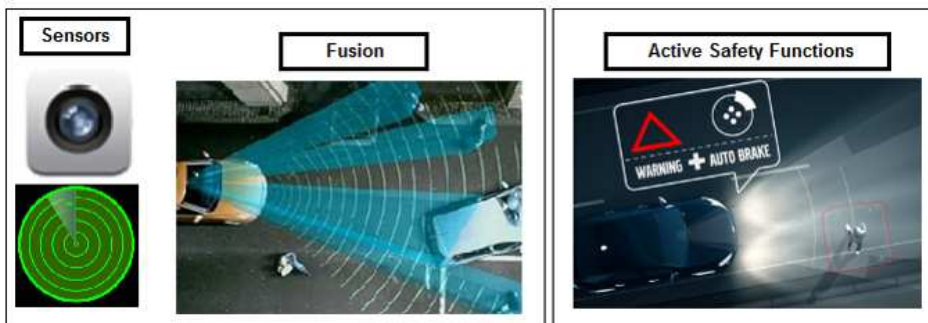 Sensors
Fusion
Active Safety Functions
WARNING + AUTO BRAKE